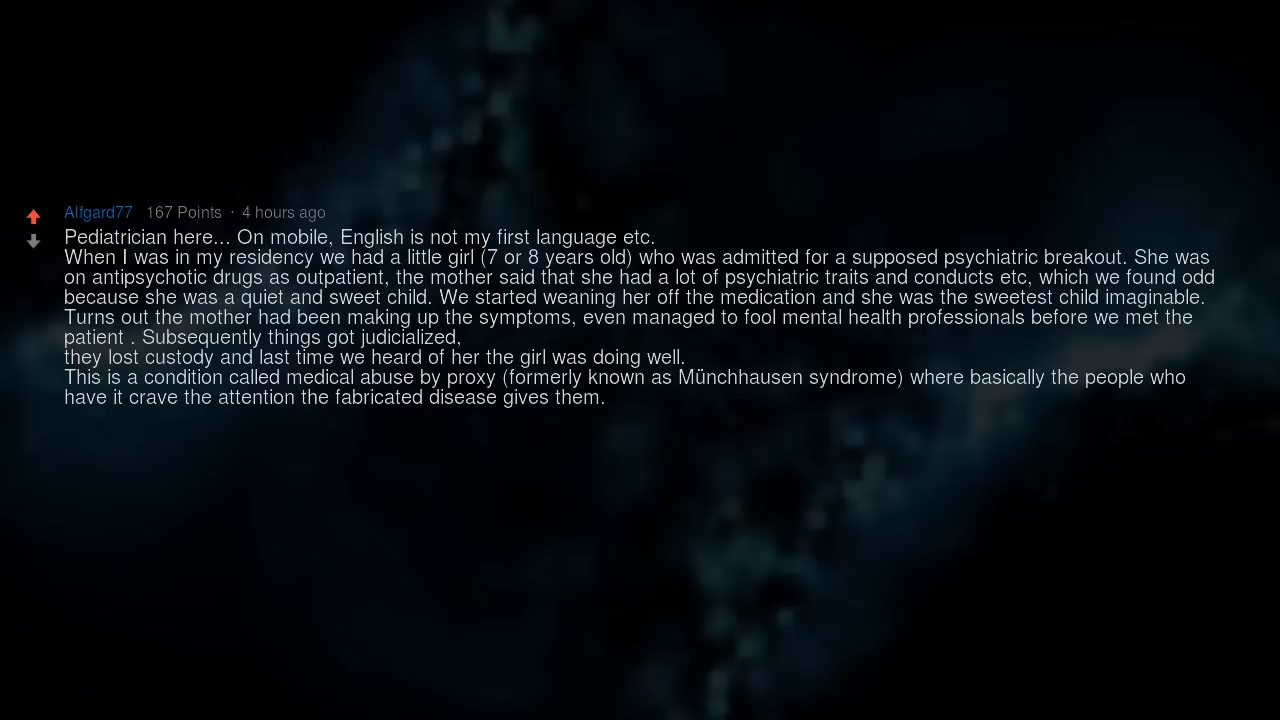 Alfgard77 167 Points · 4 hours ago
Pediatrician here... On mobile, English is not my first language etc.
When I was in my residency we had a little girl (7 or 8 years old) who was admitted for a supposed psychiatric breakout. She was
on antipsychotic drugs as outpatient, the mother said that she had a lot of psychiatric traits and conducts etc, which we found odd
because she was a quiet and sweet child. We started weaning her off the medication and she was the sweetest child imaginable.
Turns out the mother had been making up the symptoms, even managed to fool mental health professionals before we met the
patient . Subsequently things got judicialized,
they lost custody and last time we heard of her the girl was doing well.
This is a condition called medical abuse by proxy (formerly known as Münchhausen syndrome) where basically the people who
have it crave the attention the fabricated disease gives them.